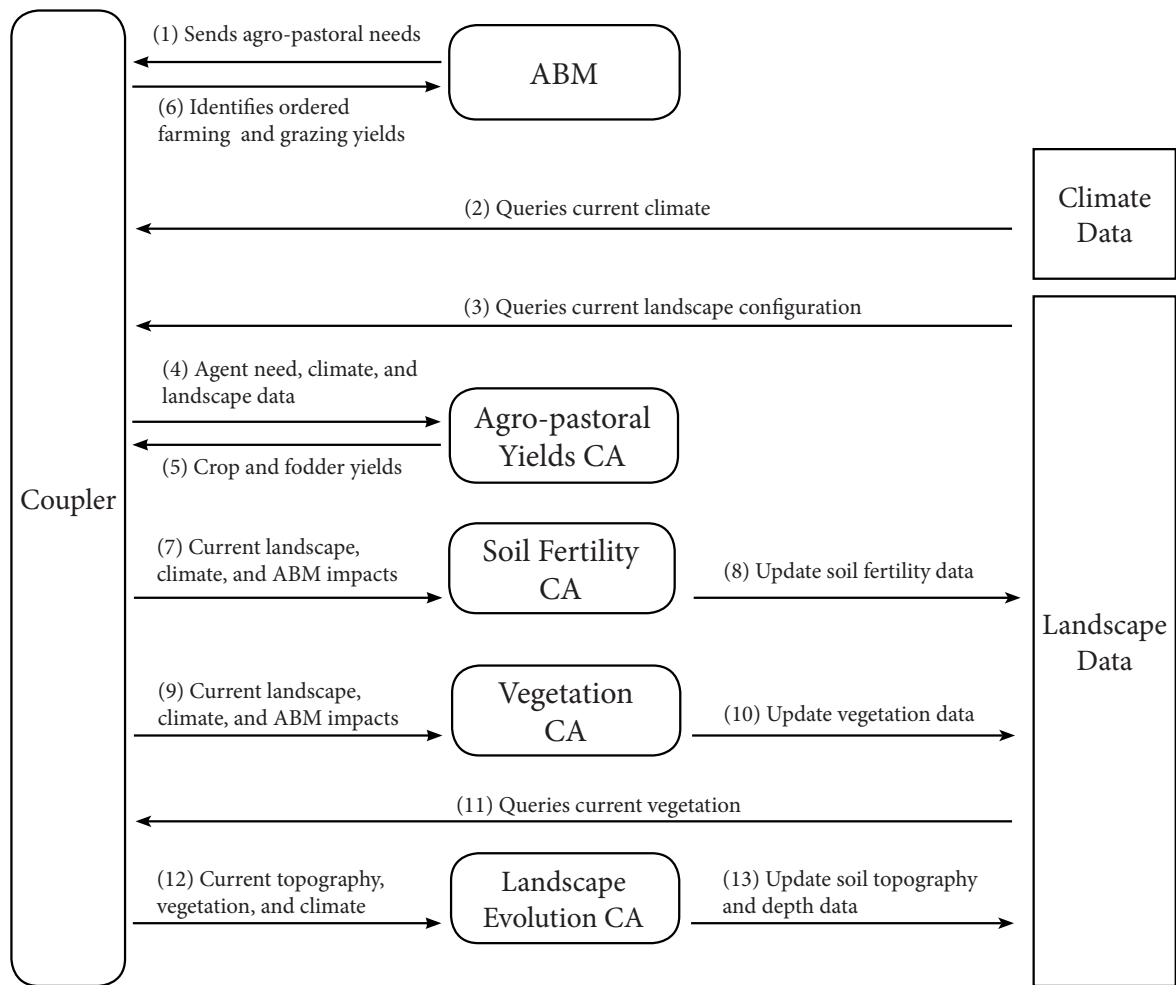 (1) Sends agro-pastoral needs
ABM
(6) Identifies ordered
farming and grazing yields
Climate
Data
(2) Queries current climate
(3) Queries current landscape configuration
(4) Agent need, climate, and
landscape data
Agro-pastoral
Yields CA
(5) Crop and fodder yields
Coupler
(7) Current landscape,
climate, and ABM impacts
Soil Fertility
CA
(8) Update soil fertility data
Landscape
Data
(9) Current landscape,
climate, and ABM impacts
Vegetation
CA
(10) Update vegetation data
(11) Queries current vegetation
(12) Current topography,
vegetation, and climate
Landscape
Evolution CA
(13) Update soil topography
and depth data